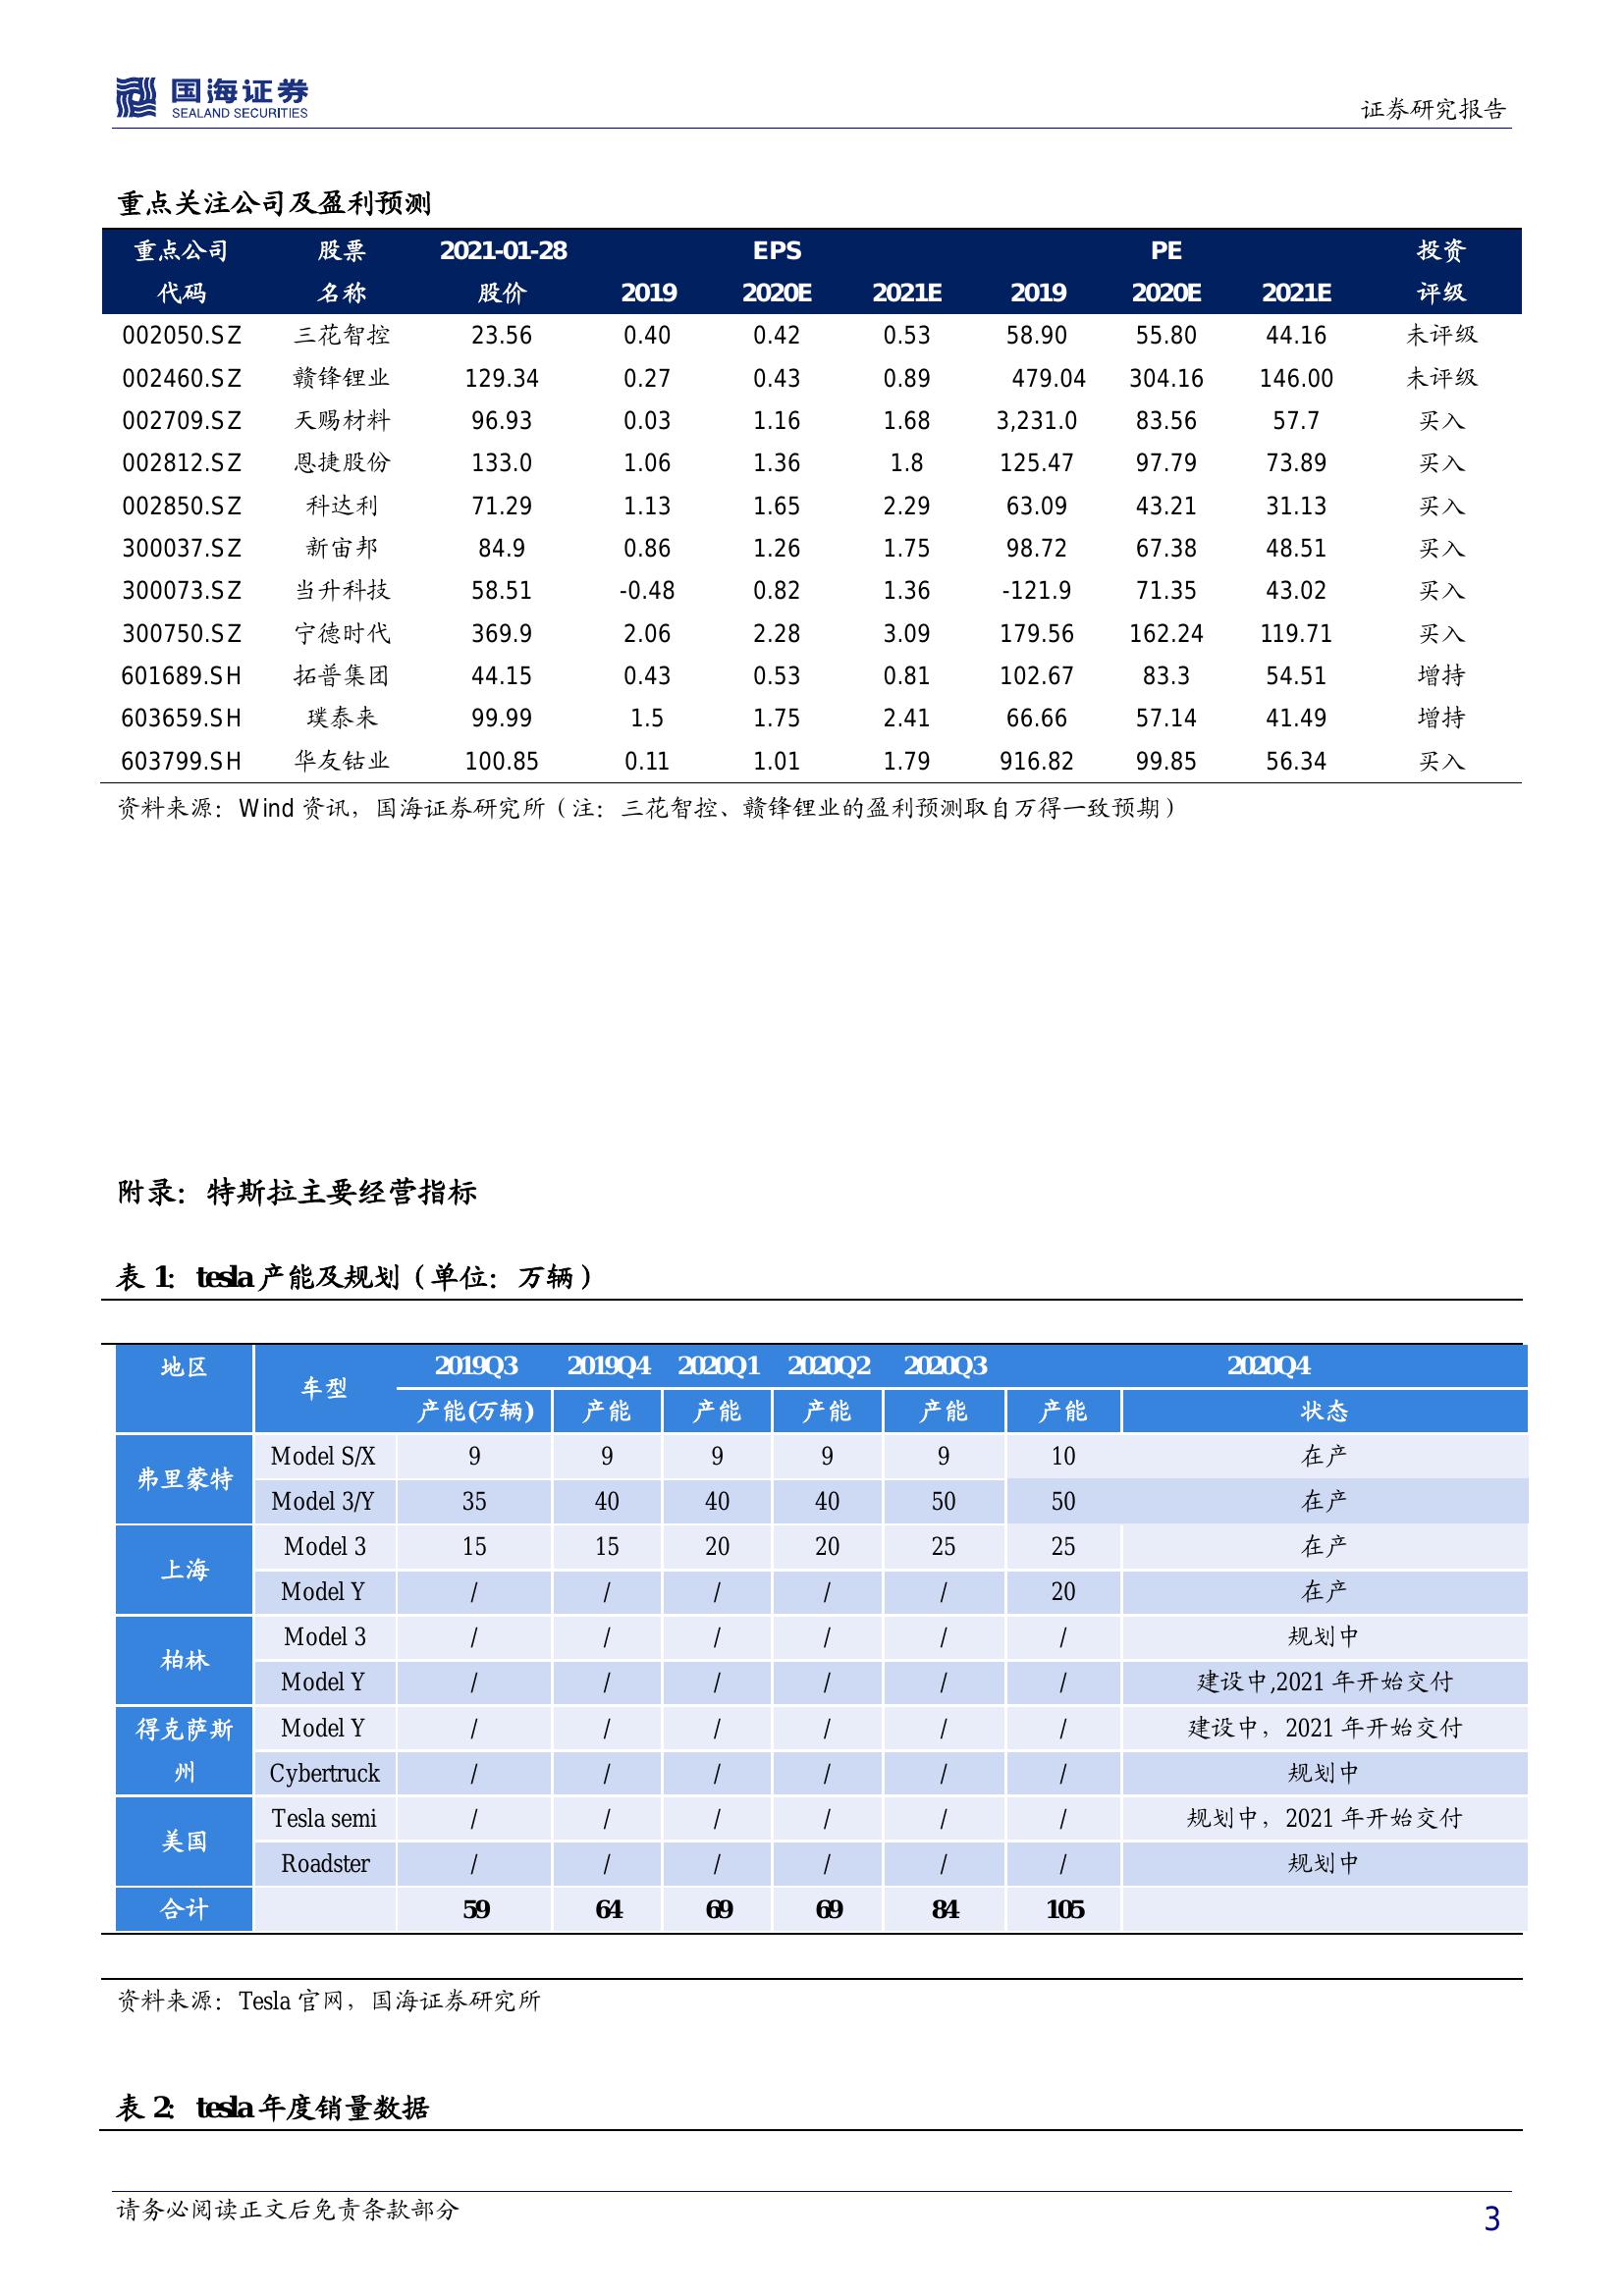 国海证券
SEALAND SECURITIES
证券研究报告
重点关注公司及盈利预测
重点公司 股票 2021-01-28 EPS PE 投资
代码 名称 股价 2019 2020E 2021E 2019 2020E 2021E 评级
002050.SZ 三花智控 23.56 0.40 0.42 0.53 58.90 55.80 44.16 未评级
002460.SZ 赣锋锂业 129.34 0.27 0.43 0.89 479.04 304.16 146.00 未评级
002709.SZ 天赐材料 96.93 0.03 1.16 1.68 3,231.0 83.56 57.7 买入
002812.SZ 恩捷股份 133.0 1.06 1.36 1.8 125.47 97.79 73.89 买入
002850.SZ 科达利 71.29 1.13 1.65 2.29 63.09 43.21 31.13 买入
300037.SZ 新宙邦 84.9 0.86 1.26 1.75 98.72 67.38 48.51 买入
300073.SZ 当升科技 58.51 -0.48 0.82 1.36 -121.9 71.35 43.02 买入
300750.SZ 宁德时代 369.9 2.06 2.28 3.09 179.56 162.24 119.71 买入
601689.SH 拓普集团 44.15 0.43 0.53 0.81 102.67 83.3 54.51 增持
603659.SH 璞泰来 99.99 1.5 1.75 2.41 66.66 57.14 41.49 增持
603799.SH 华友钴业 100.85 0.11 1.01 1.79 916.82 99.85 56.34 买入
资料来源：Wind 资讯，国海证券研究所（注：三花智控、赣锋锂业的盈利预测取自万得一致预期）
附录：特斯拉主要经营指标
表 1：tesla 产能及规划（单位：万辆）
地区 车型 2019Q3 2019Q4 2020Q1 2020Q2 2020Q3 2020Q4
产能(万辆) 产能 产能 产能 产能 产能 状态
弗里蒙特 Model S/X 9 9 9 9 9 10 在产
Model 3/Y 35 40 40 40 50 50 在产
上海 Model 3 15 15 20 20 25 25 在产
Model Y / / / / / 20 在产
柏林 Model 3 / / / / / / 规划中
Model Y / / / / / / 建设中,2021 年开始交付
得克萨斯州 Model Y / / / / / / 建设中，2021 年开始交付
Cybertruck / / / / / / 规划中
美国 Tesla semi / / / / / / 规划中，2021 年开始交付
Roadster / / / / / / 规划中
合计 59 64 69 69 84 105
资料来源：Tesla 官网，国海证券研究所
表 2：tesla 年度销量数据
请务必阅读正文后免责条款部分
3